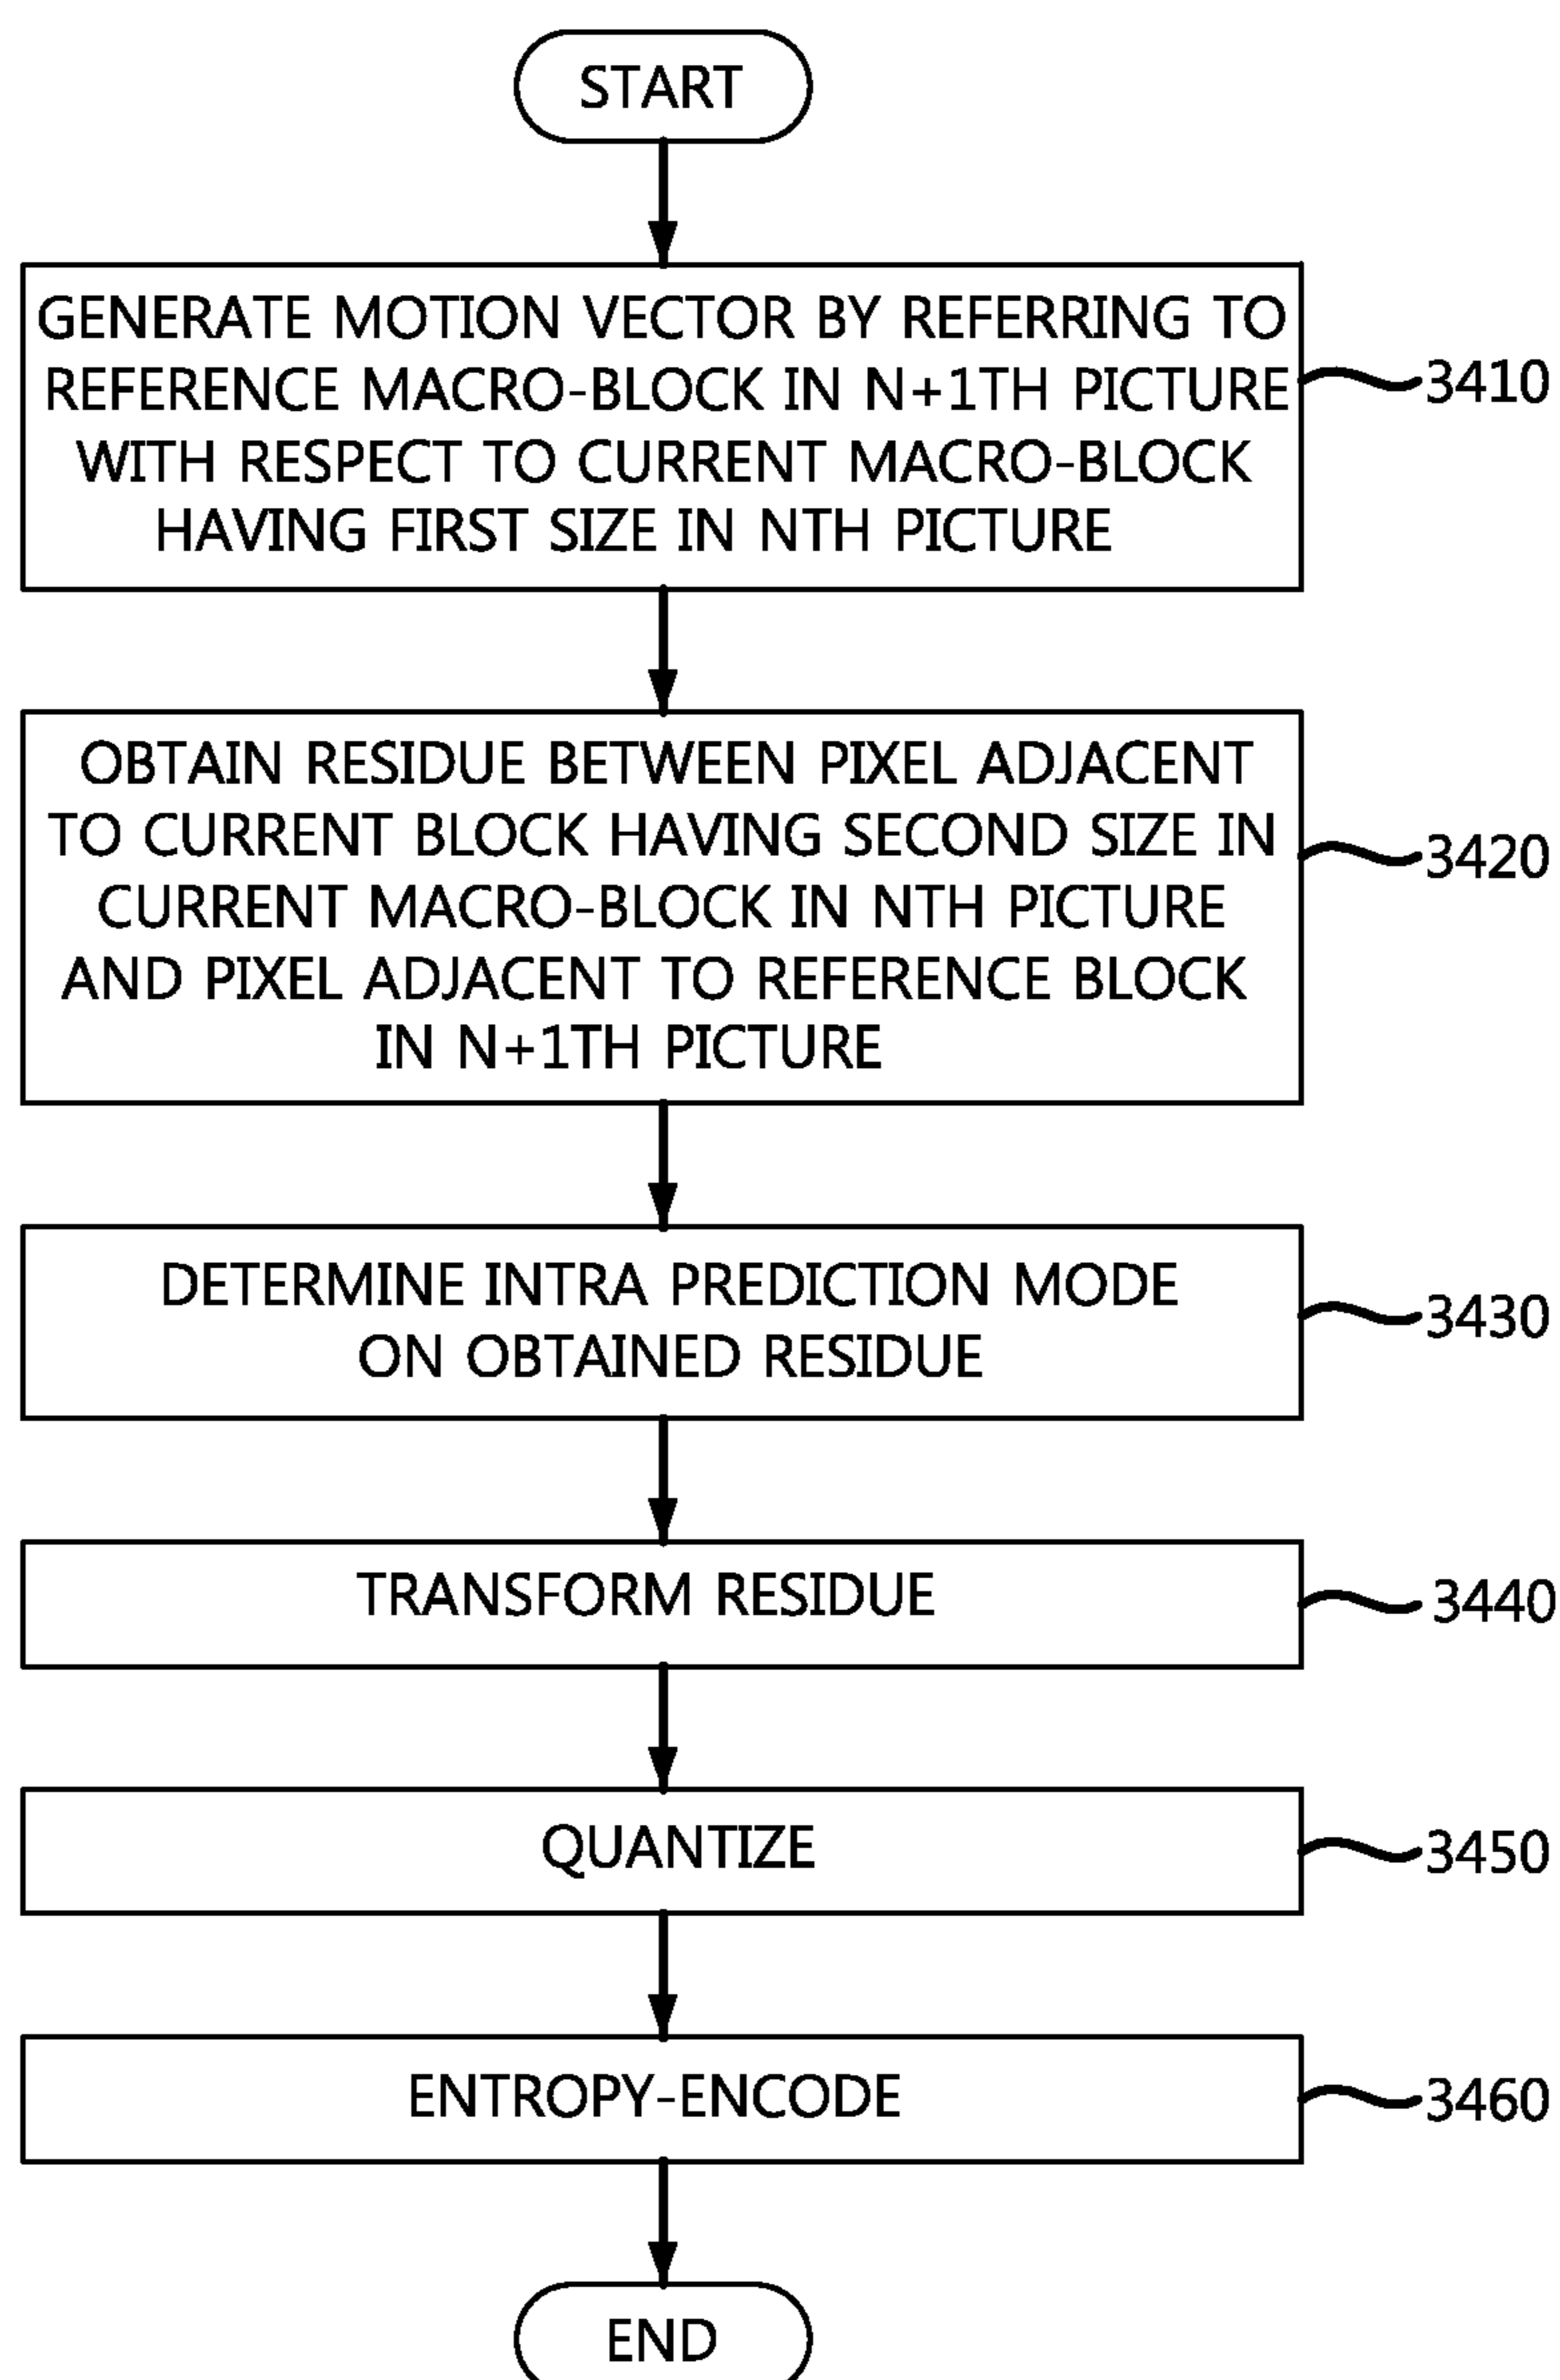 START
GENERATE MOTION VECTOR BY REFERRING TO
REFERENCE MACRO-BLOCK IN N+1TH PICTURE
WITH RESPECT TO CURRENT MACRO-BLOCK
HAVING FIRST SIZE IN NTH PICTURE
3410
OBTAIN RESIDUE BETWEEN PIXEL ADJACENT
TO CURRENT BLOCK HAVING SECOND SIZE IN
CURRENT MACRO-BLOCK IN NTH PICTURE
AND PIXEL ADJACENT TO REFERENCE BLOCK
IN N+1TH PICTURE
3420
DETERMINE INTRA PREDICTION MODE
ON OBTAINED RESIDUE
3430
TRANSFORM RESIDUE
3440
QUANTIZE
3450
ENTROPY-ENCODE
3460
END